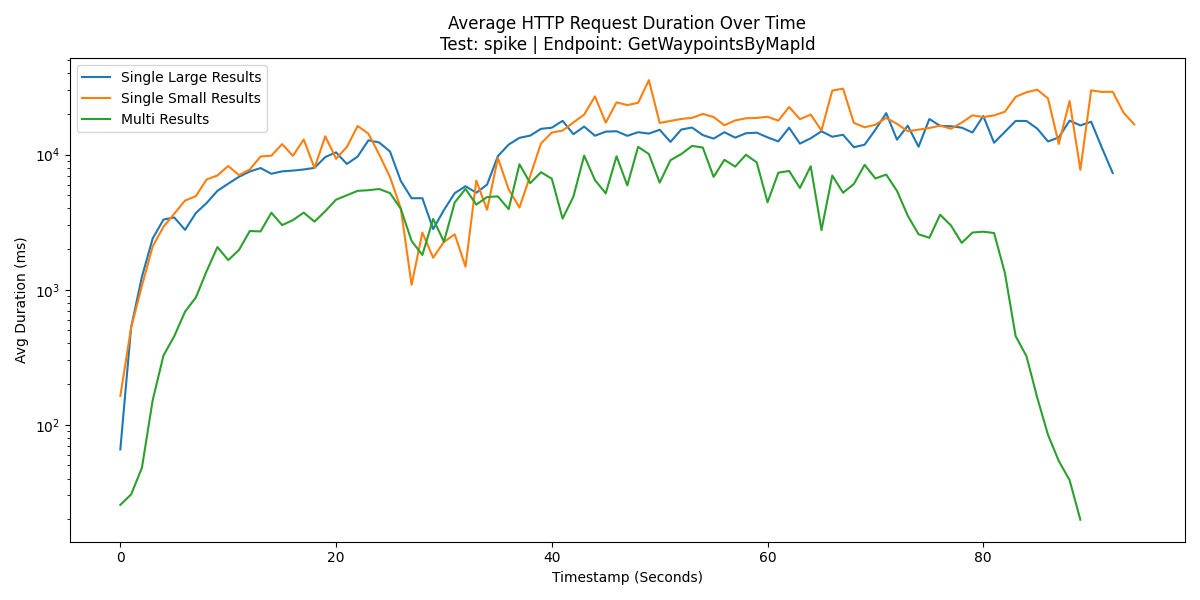 Average HTTP Request Duration Over Time
Test: spike | Endpoint: GetWaypointsByMapId
Single Large Results
Single Small Results
Multi Results
Avg Duration (ms)
10^4
10^3
10^2
0 20 40 60 80
Timestamp (Seconds)